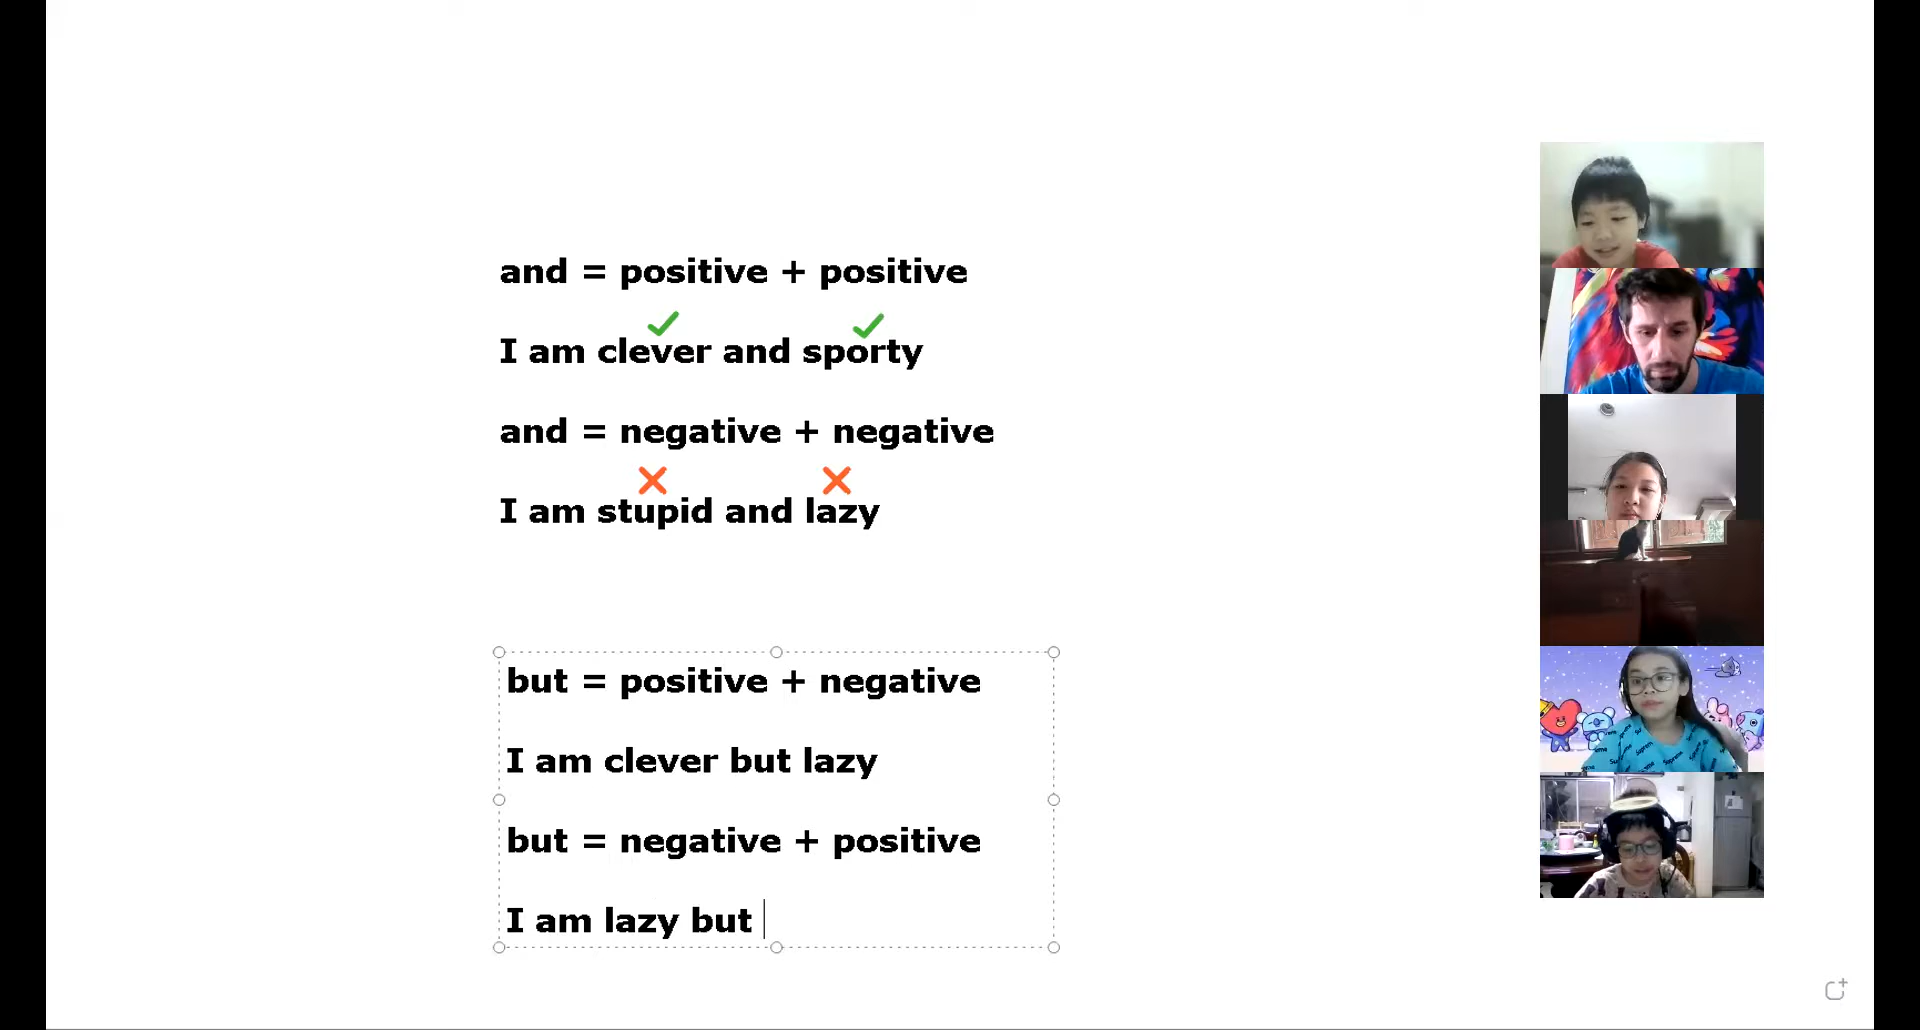 and = positive + positive
I am clever and sporty
and = negative + negative
I am stupid and lazy
but = positive + negative
I am clever but lazy
but = negative + positive
I am lazy but